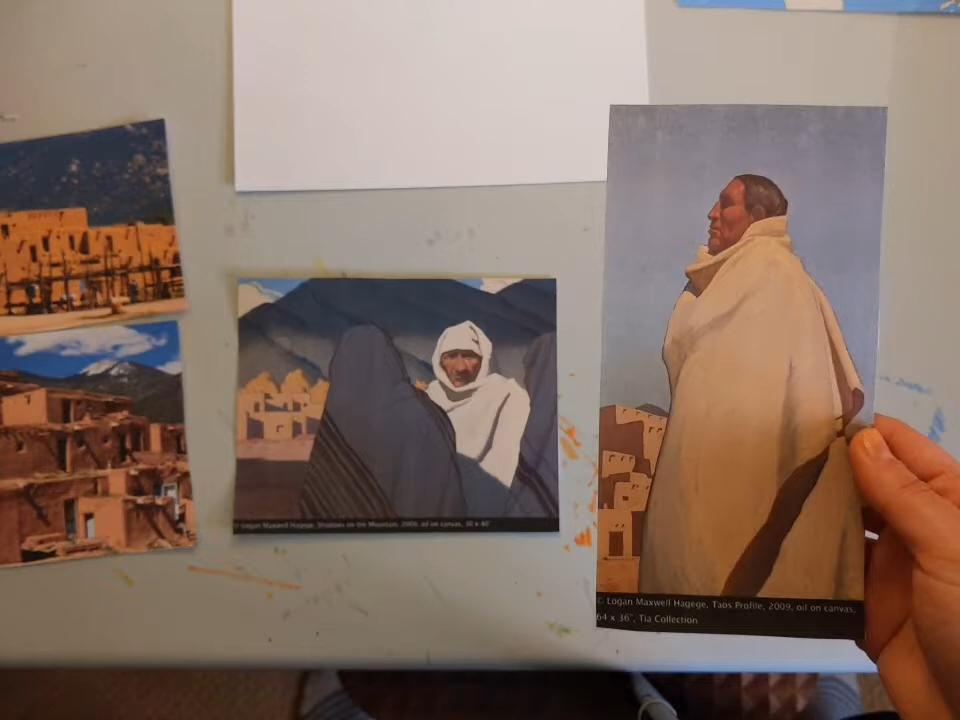 © Logan Maxwell Hagege, Shadows on the Mountain, 2009, oil on canvas, 30 x 40"
© Logan Maxwell Hagege, Taos Profile, 2009, oil on canvas,
64 x 36", Tia Collection